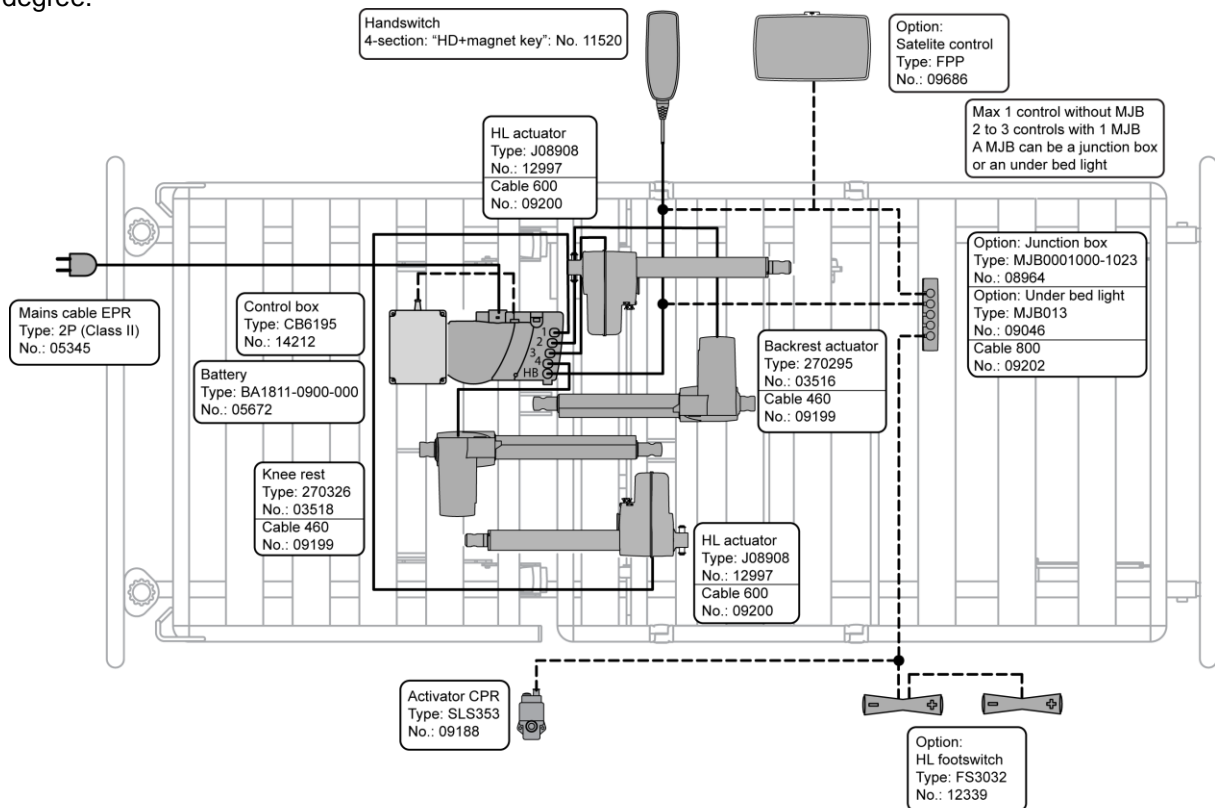 degree.
Handswitch
4-section: “HD+magnet key”: No. 11520
Option:
Satelite control
Type: FPP
No.: 09686
Max 1 control without MJB
2 to 3 controls with 1 MJB
A MJB can be a junction box
or an under bed light
HL actuator
Type: J08908
No.: 12997
Cable 600
No.: 09200
Mains cable EPR
Type: 2P (Class II)
No.: 05345
Control box
Type: CB6195
No.: 14212
Battery
Type: BA1811-0900-000
No.: 05672
1
2
3
4
HB
Backrest actuator
Type: 270295
No.: 03516
Cable 460
No.: 09199
Option: Junction box
Type: MJB0001000-1023
No.: 08964
Option: Under bed light
Type: MJB013
No.: 09046
Cable 800
No.: 09202
Knee rest
Type: 270326
No.: 03518
Cable 460
No.: 09199
HL actuator
Type: J08908
No.: 12997
Cable 600
No.: 09200
Activator CPR
Type: SLS353
No.: 09188
− +
− +
Option:
HL footswitch
Type: FS3032
No.: 12339